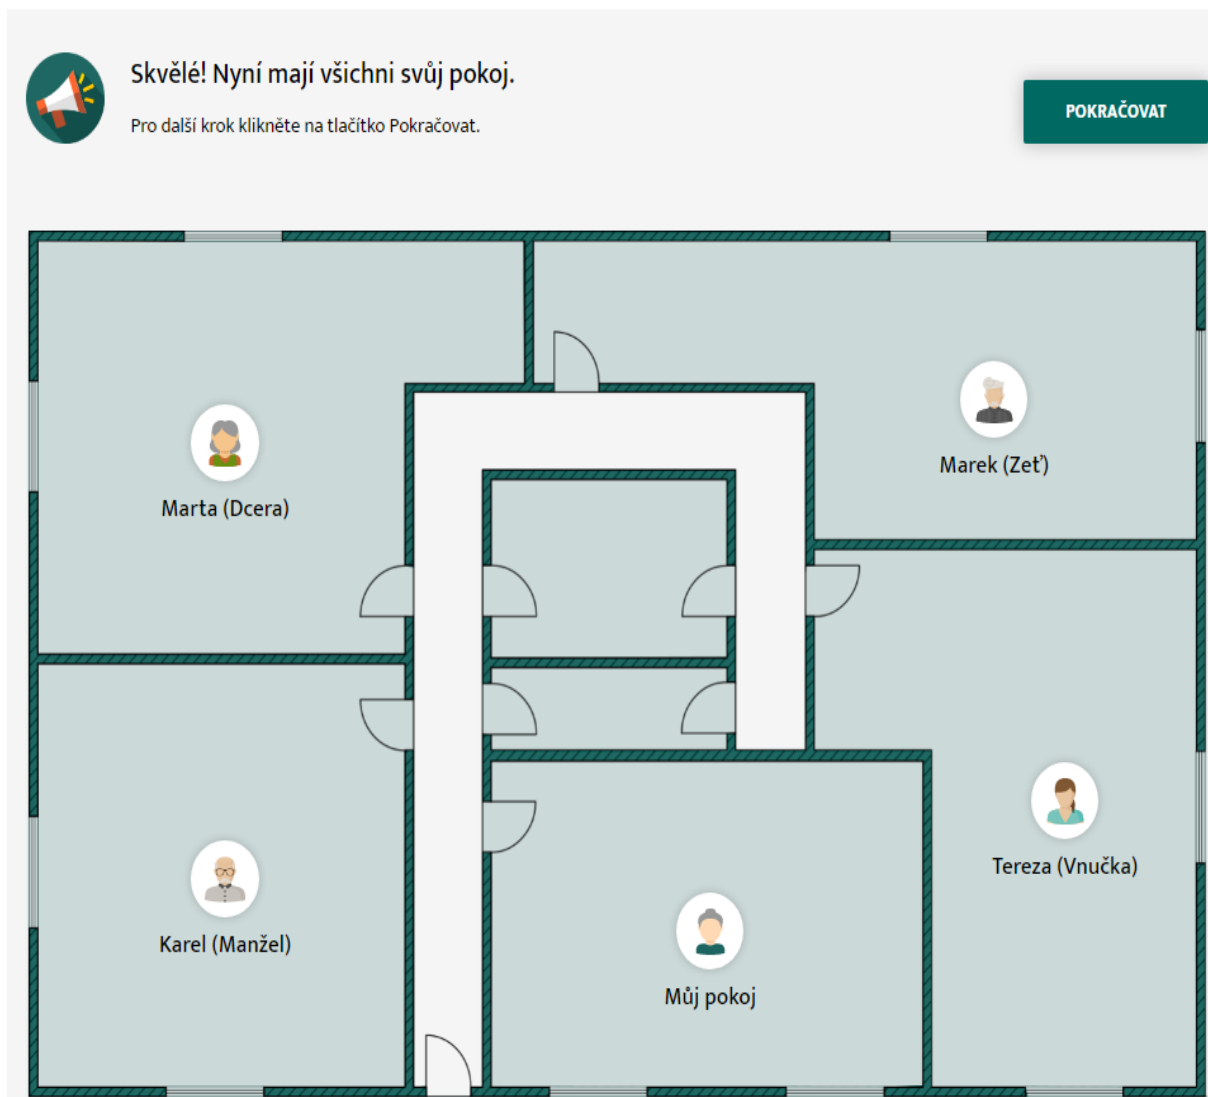 Skvělé! Nyní mají všichni svůj pokoj.
Pro další krok klikněte na tlačítko Pokračovat.
POKRAČOVAT
Marta (Dcera)
Marek (Zeť)
Tereza (Vnučka)
Karel (Manžel)
Můj pokoj